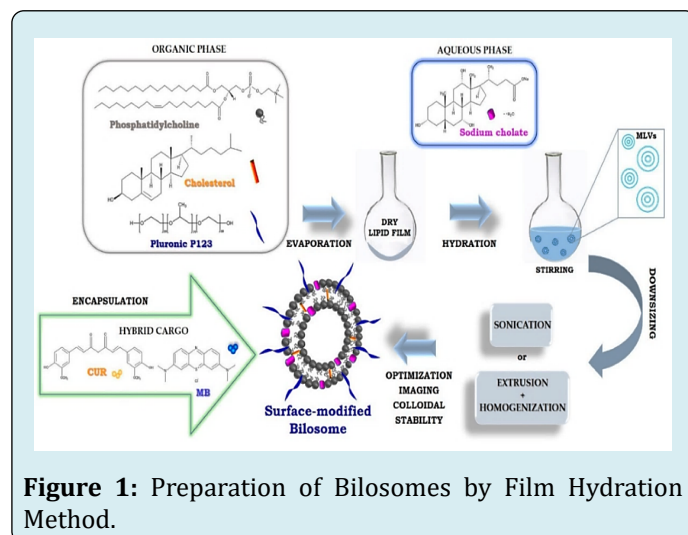 ORGANIC PHASE
Phosphatidylcholine
Cholesterol
Pluronic P123
EVAPORATION
DRY
LIPID FILM
AQUEOUS PHASE
Sodium cholate
HYDRATION
STIRRING
MLVs
DOWNSIZING
SONICATION
or
EXTRUSION
+
HOMOGENIZATION
OPTIMIZATION
IMAGING
COLLOIDAL
STABILITY
ENCAPSULATION
HYBRID CARGO
CUR
MB
Surface-modified
Bilosome
Figure 1: Preparation of Bilosomes by Film Hydration
Method.